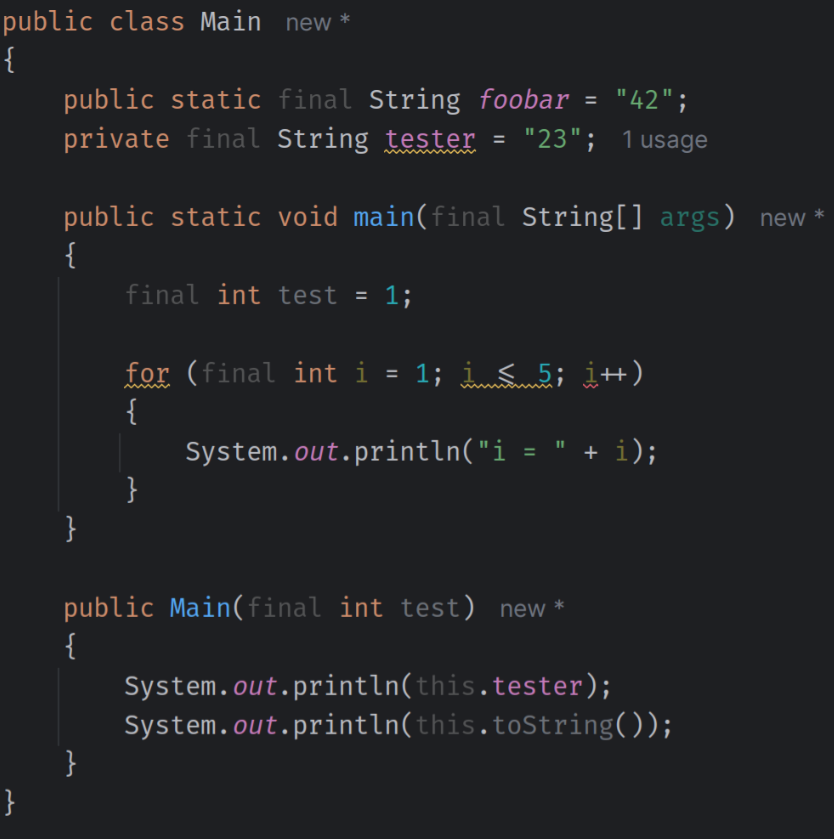 public class Main new *
{
    public static final String foobar = "42";
    private final String tester = "23"; 1 usage

    public static void main(final String[] args) new *
    {
        final int test = 1;

        for (final int i = 1; i ⩽ 5; i++)
        {
            System.out.println("i = " + i);
        }
    }

    public Main(final int test) new *
    {
        System.out.println(this.tester);
        System.out.println(this.toString());
    }
}